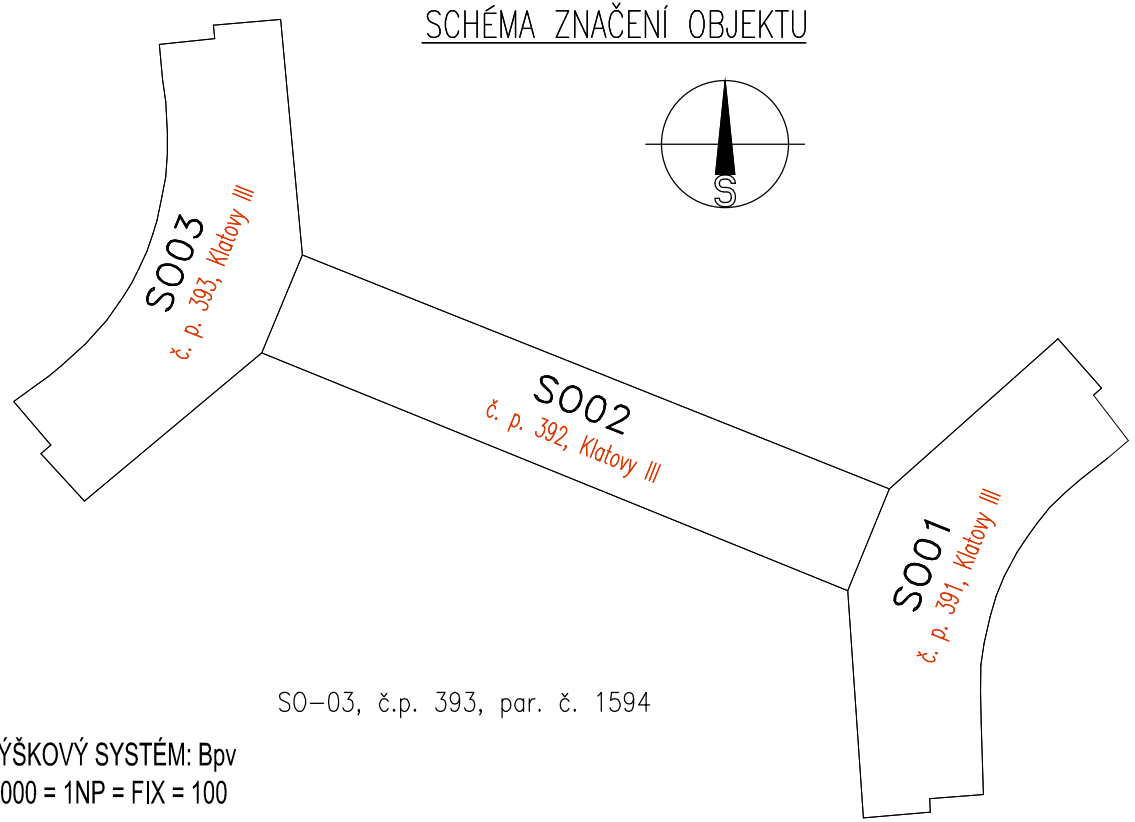 SCHÉMA ZNAČENÍ OBJEKTU
S
SO03
č. p. 393, Klatovy III
SO02
č. p. 392, Klatovy III
SO01
č. p. 391, Klatovy III
SO-03, č.p. 393, par. č. 1594
ÝŠKOVÝ SYSTÉM: Bpv
000 = 1NP = FIX = 100